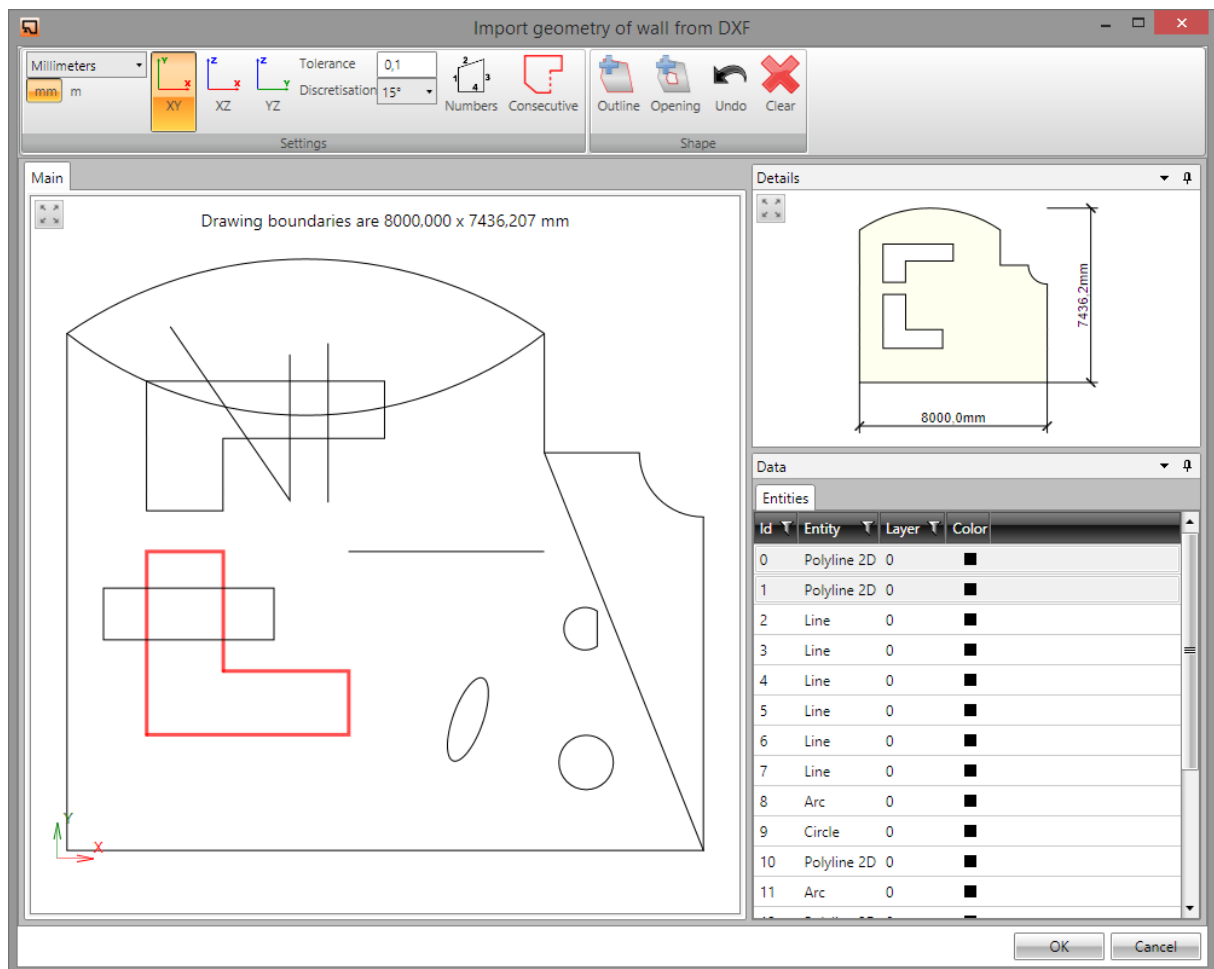 Import geometry of wall from DXF
Millimeters
mm m
XY
XZ
YZ
Tolerance 0,1
Discretisation 15°
1 2 3 4
Numbers
Consecutive
Settings
Outline
Opening
Undo
Clear
Shape
Main
Drawing boundaries are 8000,000 x 7436,207 mm
Y
X
Details
7436,2mm
8000,0mm
Data
Entities
Id Entity Layer Color
0 Polyline 2D 0
1 Polyline 2D 0
2 Line 0
3 Line 0
4 Line 0
5 Line 0
6 Line 0
7 Line 0
8 Arc 0
9 Circle 0
10 Polyline 2D 0
11 Arc 0
OK
Cancel